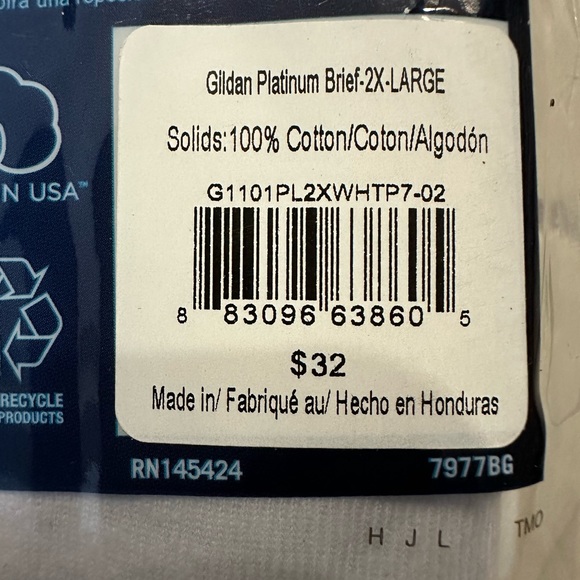 Gildan Platinum Brief-2X-LARGE
Solids:100% Cotton/Coton/Algodón
G1101PL2XWHTP7-02
8 83096 63860 5
$32
Made in/ Fabriqué au/ Hecho en Honduras
N USA™
RECYCLE
PRODUCTS
RN145424 7977BG
H J L
TMO